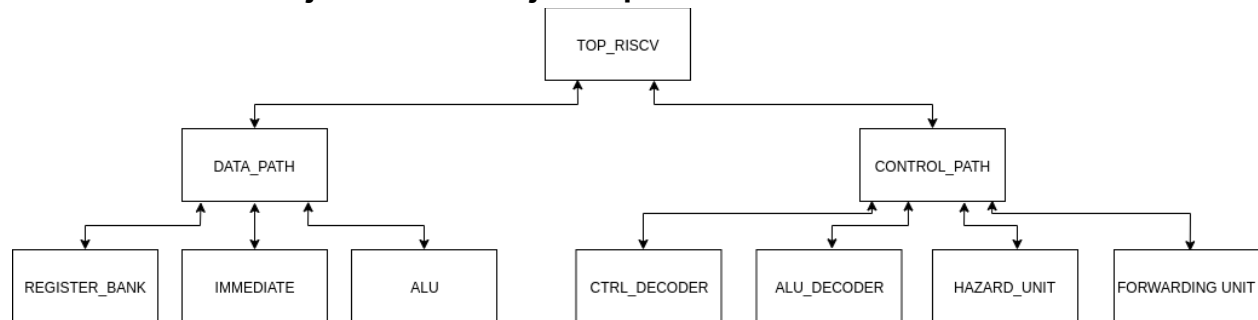 TOP_RISCV
DATA_PATH
CONTROL_PATH
REGISTER_BANK
IMMEDIATE
ALU
CTRL_DECODER
ALU_DECODER
HAZARD_UNIT
FORWARDING UNIT